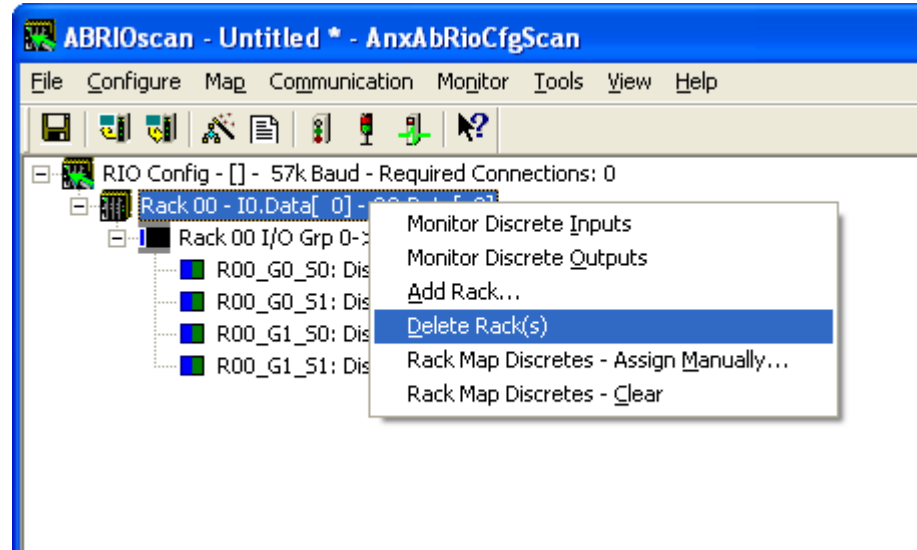 ABRIOscan - Untitled * - AnxAbRioCfgScan
File Configure Map Communication Monitor Tools View Help
RIO Config - [] - 57k Baud - Required Connections: 0
Rack 00 - I0.Data[ 0] -
Rack 00 I/O Grp 0->
R00_G0_S0: Dis
R00_G0_S1: Dis
R00_G1_S0: Dis
R00_G1_S1: Dis
Monitor Discrete Inputs
Monitor Discrete Outputs
Add Rack...
Delete Rack(s)
Rack Map Discretes - Assign Manually...
Rack Map Discretes - Clear